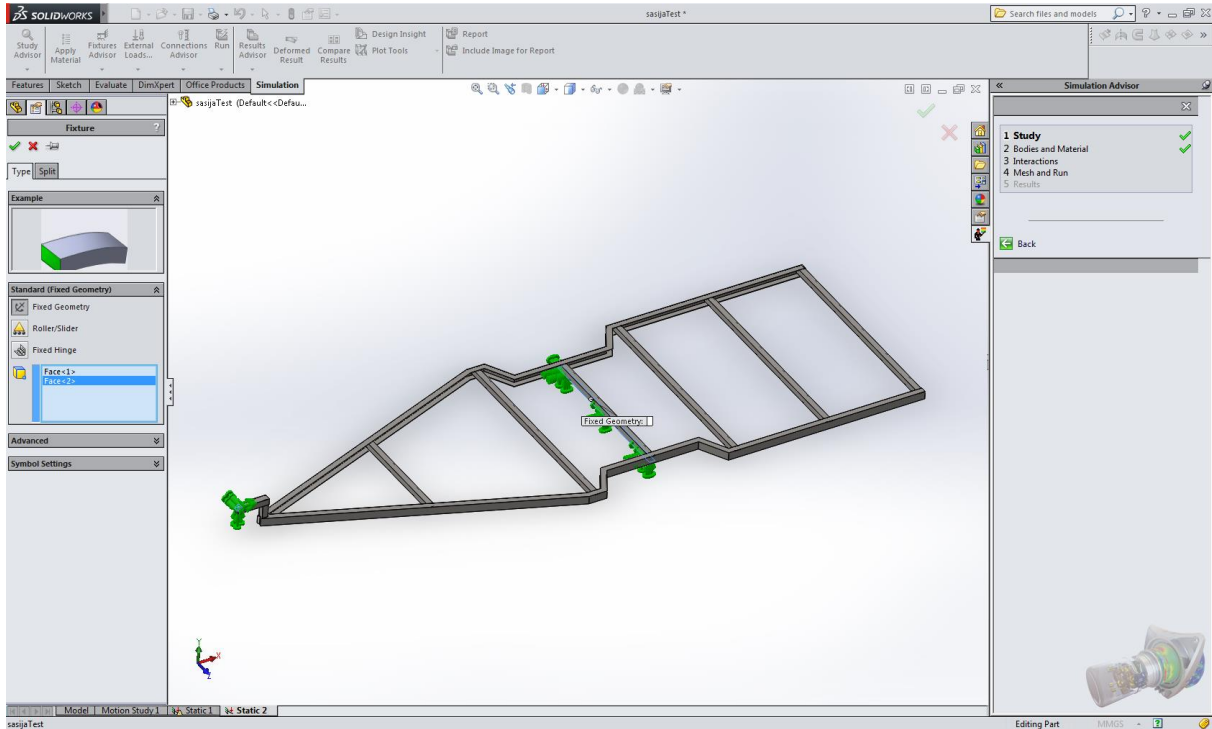 SOLIDWORKS
sasijaTest *
Search files and models
Study Advisor
Apply Material
Fixtures Advisor
External Loads...
Connections Advisor
Run
Results Advisor
Deformed Result
Compare Results
Design Insight
Plot Tools
Report
Include Image for Report
Features Sketch Evaluate DimXpert Office Products Simulation
sasijaTest (Default<<Defau...
Fixture ?
Type Split
Example
Standard (Fixed Geometry)
Fixed Geometry
Roller/Slider
Fixed Hinge
Face<1>
Face<2>
Advanced
Symbol Settings
Fixed Geometry:
Y
X
Z
Simulation Advisor
1 Study
2 Bodies and Material
3 Interactions
4 Mesh and Run
5 Results
Back
Model Motion Study 1 Static 1 Static 2
sasijaTest
Editing Part MMGS